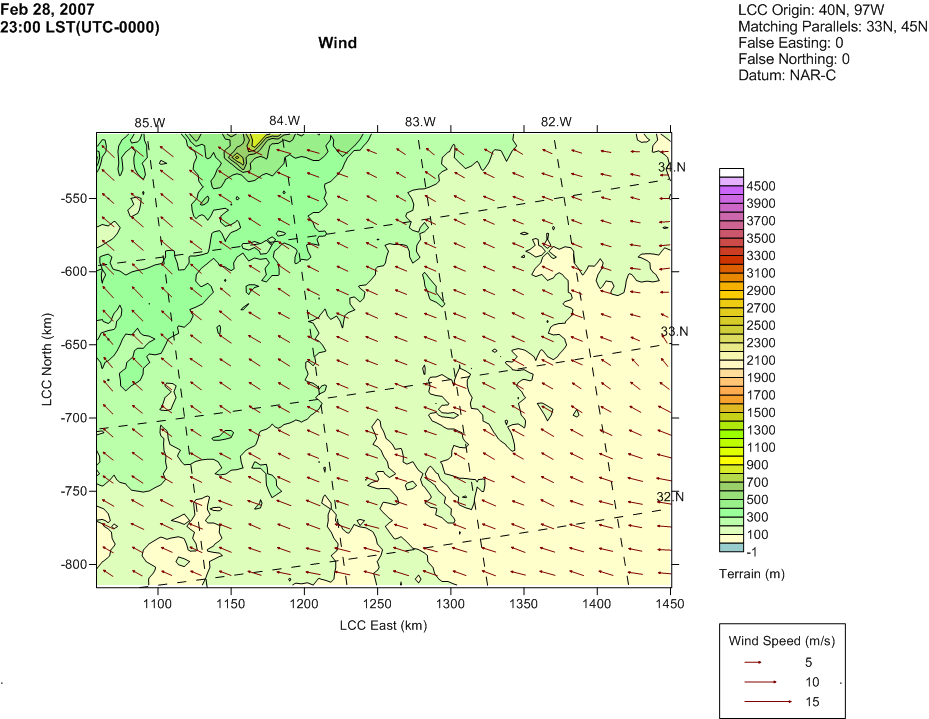 Feb 28, 2007
23:00 LST(UTC-0000)
Wind
LCC Origin: 40N, 97W
Matching Parallels: 33N, 45N
False Easting: 0
False Northing: 0
Datum: NAR-C
85.W 84.W 83.W 82.W
34.N
33.N
32.N
-550
-600
-650
-700
-750
-800
LCC North (km)
1100 1150 1200 1250 1300 1350 1400 1450
LCC East (km)
4500
3900
3700
3500
3300
3100
2900
2700
2500
2300
2100
1900
1700
1500
1300
1100
900
700
500
300
100
-1
Terrain (m)
Wind Speed (m/s)
5
10
15